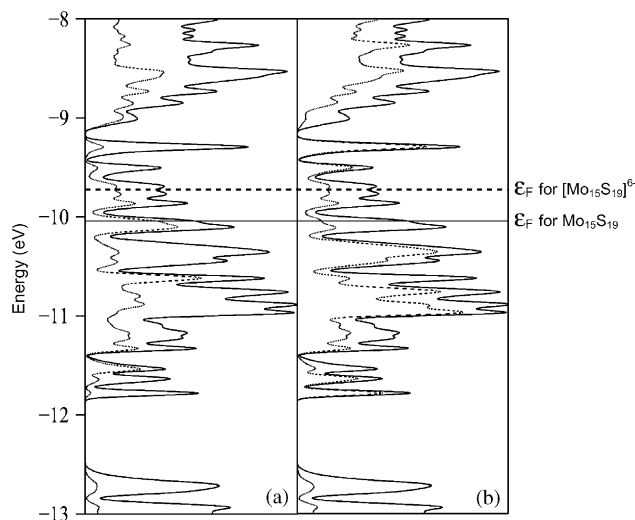 −8
−9
−10
−11
−12
−13
Energy (eV)
(a)
(b)
εF for [Mo15S19]6-
εF for Mo15S19